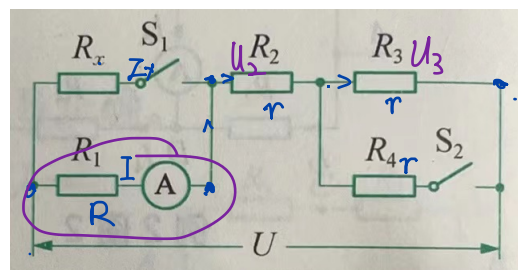 Rₓ Iₓ S₁ U₂ R₂ R₃ U₃
r r
R₁ I A R₄ r S₂
R
U